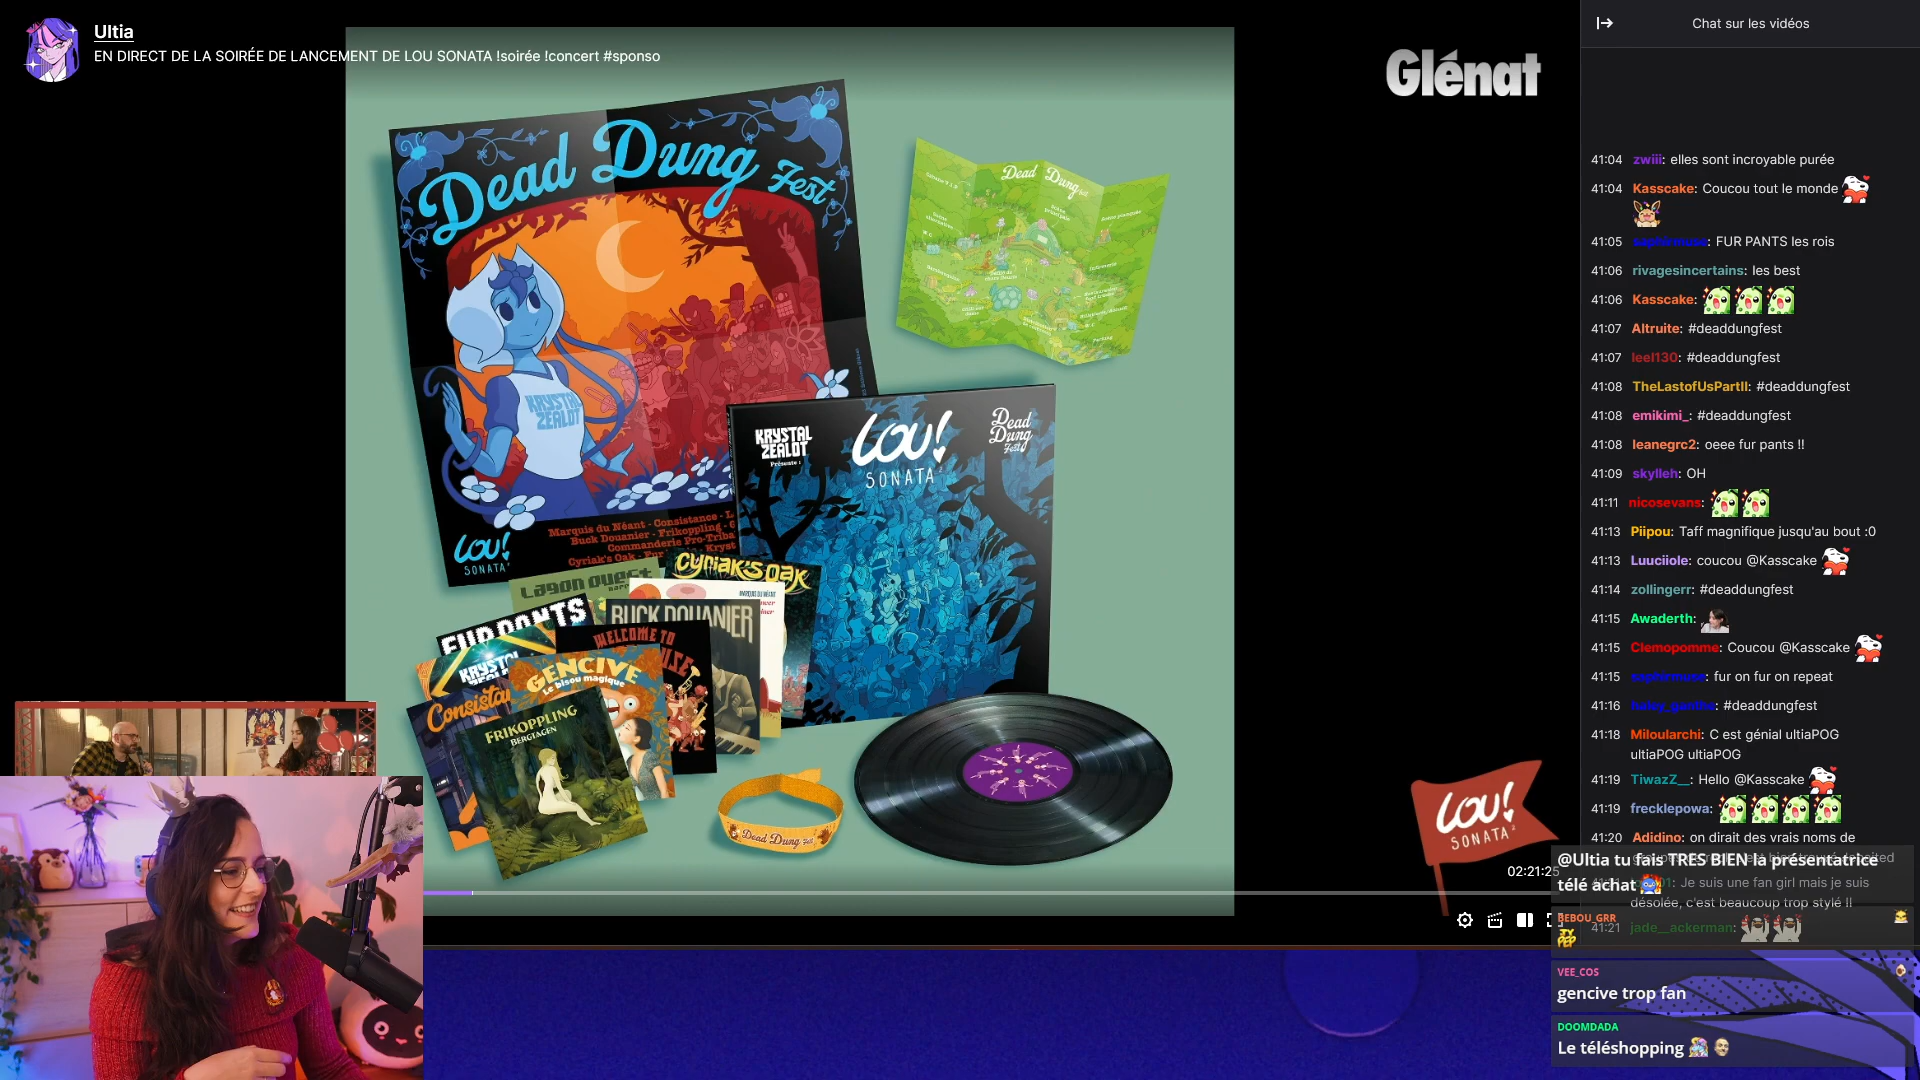 Ultia
EN DIRECT DE LA SOIRÉE DE LANCEMENT DE LOU SONATA !soirée !concert #sponso
Glénat
Dead Dung Fest
KRYSTAL ZEALOT
Marquis du Néant - Consistance - L
Buck Douanier - Frikoppling -
Commanderie Pro-Triba
Cyriak's Oak - Fur
LOU!
SONATA
Dead Dung
KRYSTAL
ZEALOT
Présente :
LOU!
SONATA
Dead
Dung
Fest
Lagon Ouest
CYRIAK'S OAK
FUR PANTS
BUCK DOUANIER
WELCOME TO
KRYSTAL
GENCIVE
Le bisou magique
Consista
FRIKOPPLING
BERGTAGEN
Dead Dung Fest
LOU!
SONATA
02:21:25
Chat sur les vidéos
41:04 zwiii: elles sont incroyable purée
41:04 Kasscake: Coucou tout le monde
41:05 saphirmuse: FUR PANTS les rois
41:06 rivagesincertains: les best
41:06 Kasscake:
41:07 Altruite: #deaddungfest
41:07 leel130: #deaddungfest
41:08 TheLastofUsPartII: #deaddungfest
41:08 emikimi_: #deaddungfest
41:08 leanegrc2: oeee fur pants !!
41:09 skylleh: OH
41:11 nicosevans:
41:13 Piipou: Taff magnifique jusqu'au bout :0
41:13 Luuciiole: coucou @Kasscake
41:14 zollingerr: #deaddungfest
41:15 Awaderth:
41:15 Clemopomme: Coucou @Kasscake
41:15 saphirmuse: fur on fur on repeat
41:16 #deaddungfest
41:18 Miloularchi: C est génial ultiaPOG
ultiaPOG ultiaPOG
41:19 TiwazZ__: Hello @Kasscake
41:19 frecklepowa:
41:20 Adidino: on dirait des vrais noms de
@Ultia tu fais TRES BIEN la présentatrice
télé achat
Je suis une fan girl mais je suis
désolée, c'est beaucoup trop stylé !!
BEBOU_GRR
41:21 jade__ackerman:
VEE_COS
gencive trop fan
DOOMDADA
Le téléshopping